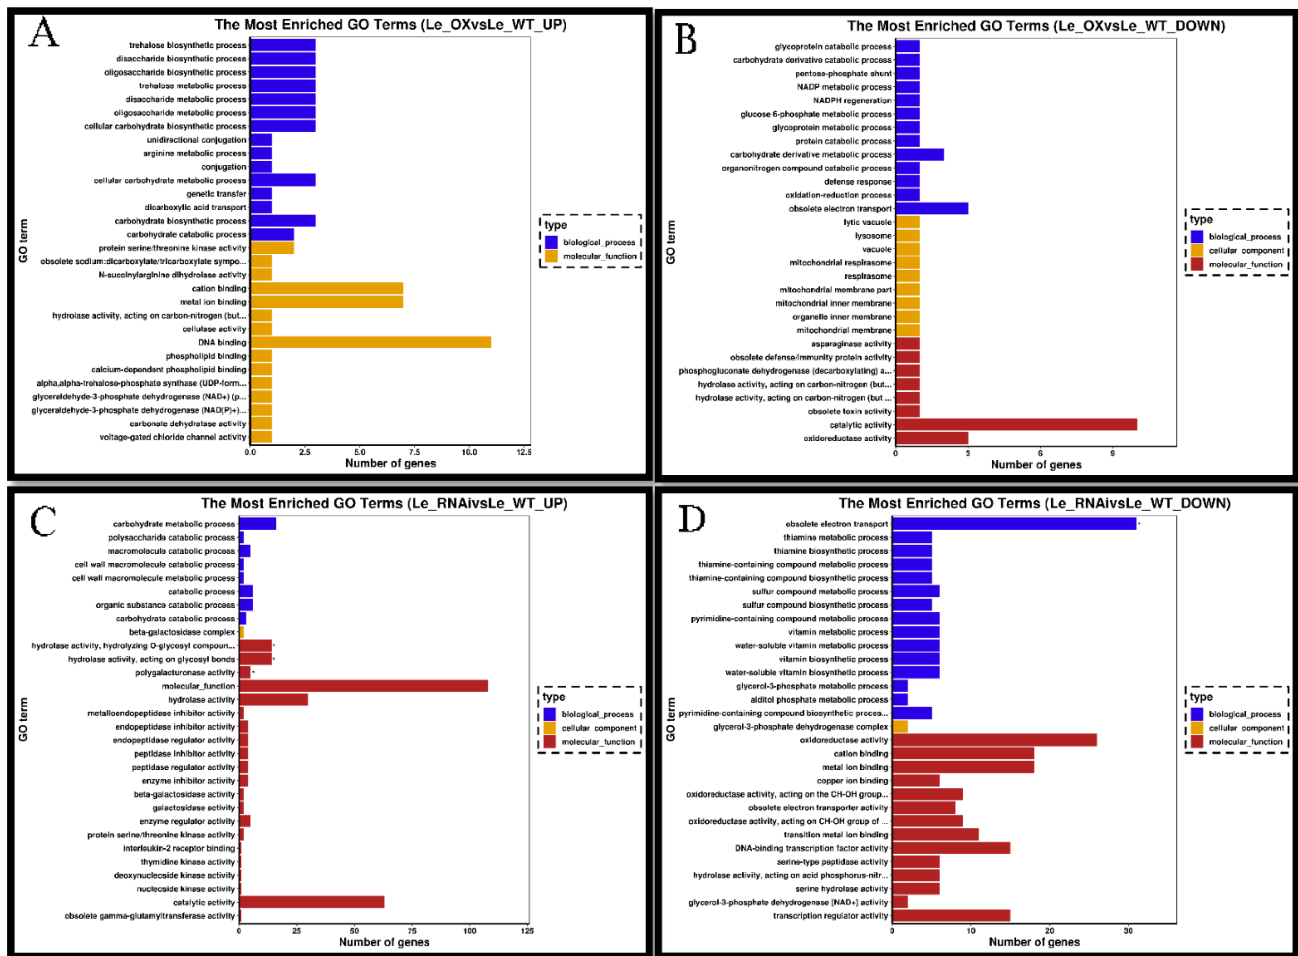 A
The Most Enriched GO Terms (Le_OXvsLe_WT_UP)
GO term
trehalose biosynthetic process
disaccharide biosynthetic process
oligosaccharide biosynthetic process
trehalose metabolic process
disaccharide metabolic process
oligosaccharide metabolic process
cellular carbohydrate biosynthetic process
unidirectional conjugation
arginine metabolic process
conjugation
cellular carbohydrate metabolic process
genetic transfer
dicarboxylic acid transport
carbohydrate biosynthetic process
carbohydrate catabolic process
protein serine/threonine kinase activity
obsolete sodium:dicarboxylate/tricarboxylate sympo...
N-succinylarginine dihydrolase activity
cation binding
metal ion binding
hydrolase activity, acting on carbon-nitrogen (but...
cellulase activity
DNA binding
phospholipid binding
calcium-dependent phospholipid binding
alpha,alpha-trehalose-phosphate synthase (UDP-form...
glyceraldehyde-3-phosphate dehydrogenase (NAD+) (p...
glyceraldehyde-3-phosphate dehydrogenase (NAD(P)+)...
carbonate dehydratase activity
voltage-gated chloride channel activity
0.0 2.5 5.0 7.5 10.0 12.5
Number of genes
type
biological_process
molecular_function
B
The Most Enriched GO Terms (Le_OXvsLe_WT_DOWN)
GO term
glycoprotein catabolic process
carbohydrate derivative catabolic process
pentose-phosphate shunt
NADP metabolic process
NADPH regeneration
glucose 6-phosphate metabolic process
glycoprotein metabolic process
protein catabolic process
carbohydrate derivative metabolic process
organonitrogen compound catabolic process
defense response
oxidation-reduction process
obsolete electron transport
lytic vacuole
lysosome
vacuole
mitochondrial respirasome
respirasome
mitochondrial membrane part
mitochondrial inner membrane
organelle inner membrane
mitochondrial membrane
asparaginase activity
obsolete defense/immunity protein activity
phosphogluconate dehydrogenase (decarboxylating) a...
hydrolase activity, acting on carbon-nitrogen (but...
hydrolase activity, acting on carbon-nitrogen (but ...
obsolete toxin activity
catalytic activity
oxidoreductase activity
0 3 6 9
Number of genes
type
biological_process
cellular_component
molecular_function
C
The Most Enriched GO Terms (Le_RNAivsLe_WT_UP)
GO term
carbohydrate metabolic process
polysaccharide catabolic process
macromolecule catabolic process
cell wall macromolecule catabolic process
cell wall macromolecule metabolic process
catabolic process
organic substance catabolic process
carbohydrate catabolic process
beta-galactosidase complex
hydrolase activity, hydrolyzing O-glycosyl compoun... *
hydrolase activity, acting on glycosyl bonds *
polygalacturonase activity *
molecular_function
hydrolase activity
metalloendopeptidase inhibitor activity
endopeptidase inhibitor activity
endopeptidase regulator activity
peptidase inhibitor activity
peptidase regulator activity
enzyme inhibitor activity
beta-galactosidase activity
galactosidase activity
enzyme regulator activity
protein serine/threonine kinase activity
interleukin-2 receptor binding
thymidine kinase activity
deoxynucleoside kinase activity
nucleoside kinase activity
catalytic activity
obsolete gamma-glutamyltransferase activity
0 25 50 75 100 125
Number of genes
type
biological_process
cellular_component
molecular_function
D
The Most Enriched GO Terms (Le_RNAivsLe_WT_DOWN)
GO term
obsolete electron transport *
thiamine metabolic process
thiamine biosynthetic process
thiamine-containing compound metabolic process
thiamine-containing compound biosynthetic process
sulfur compound metabolic process
sulfur compound biosynthetic process
pyrimidine-containing compound metabolic process
vitamin metabolic process
water-soluble vitamin metabolic process
vitamin biosynthetic process
water-soluble vitamin biosynthetic process
glycerol-3-phosphate metabolic process
alditol phosphate metabolic process
pyrimidine-containing compound biosynthetic proces...
glycerol-3-phosphate dehydrogenase complex
oxidoreductase activity
cation binding
metal ion binding
copper ion binding
oxidoreductase activity, acting on the CH-OH group...
obsolete electron transporter activity
oxidoreductase activity, acting on CH-OH group of ...
transition metal ion binding
DNA-binding transcription factor activity
serine-type peptidase activity
hydrolase activity, acting on acid phosphorus-nitr...
serine hydrolase activity
glycerol-3-phosphate dehydrogenase [NAD+] activity
transcription regulator activity
0 10 20 30
Number of genes
type
biological_process
cellular_component
molecular_function